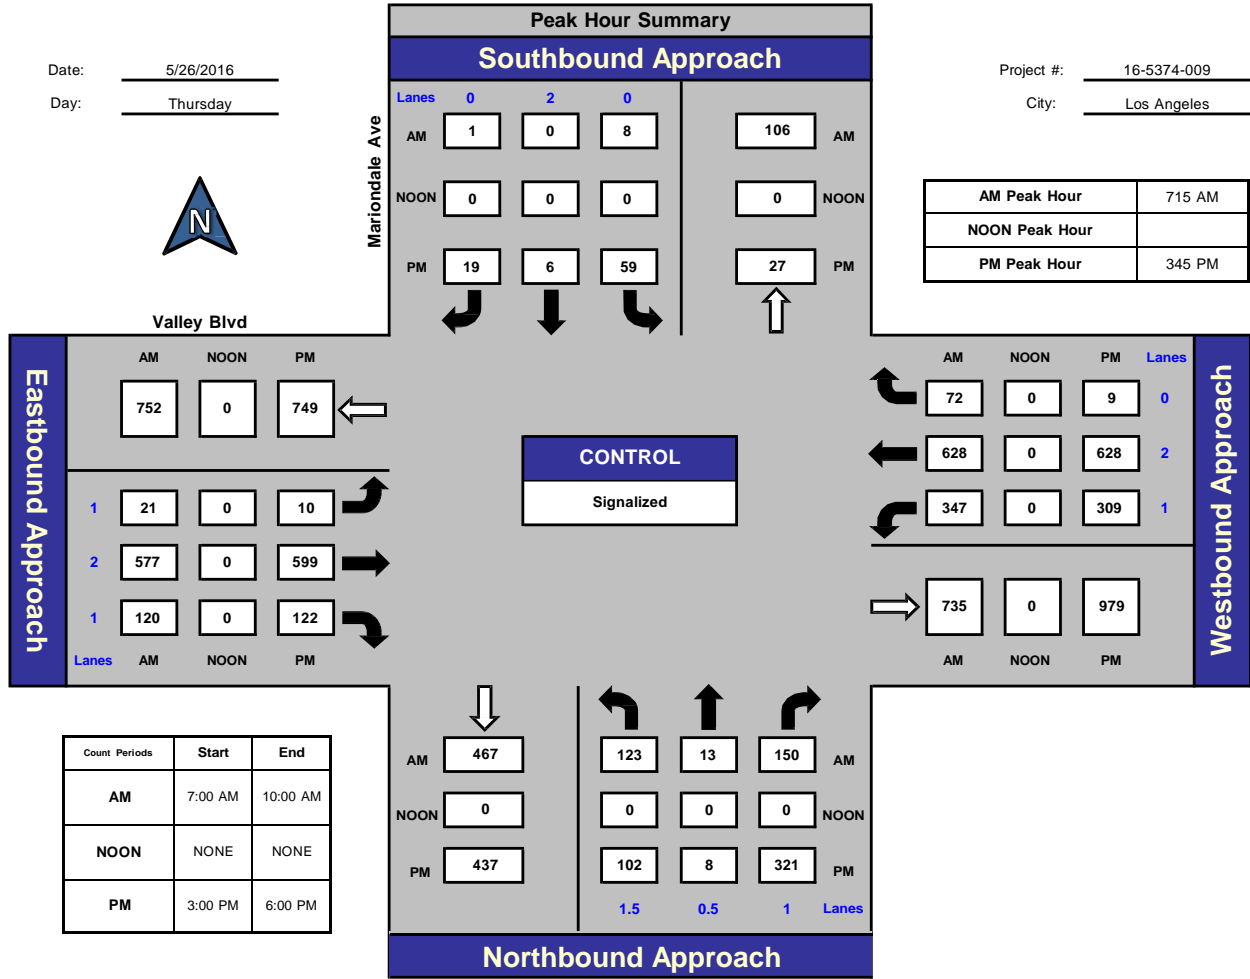 Peak Hour Summary
Southbound Approach
Date: 5/26/2016
Day: Thursday
Project #: 16-5374-009
City: Los Angeles
N
Mariondale Ave
Lanes 0 2 0
AM 1 0 8 106 AM
NOON 0 0 0 0 NOON
PM 19 6 59 27 PM
AM Peak Hour 715 AM
NOON Peak Hour
PM Peak Hour 345 PM
Valley Blvd
Eastbound Approach
AM NOON PM
752 0 749
1 21 0 10
2 577 0 599
1 120 0 122
Lanes AM NOON PM
CONTROL
Signalized
AM NOON PM Lanes
72 0 9 0
628 0 628 2
347 0 309 1
735 0 979
AM NOON PM
Westbound Approach
Count Periods Start End
AM 7:00 AM 10:00 AM
NOON NONE NONE
PM 3:00 PM 6:00 PM
AM 467 123 13 150 AM
NOON 0 0 0 0 NOON
PM 437 102 8 321 PM
1.5 0.5 1 Lanes
Northbound Approach